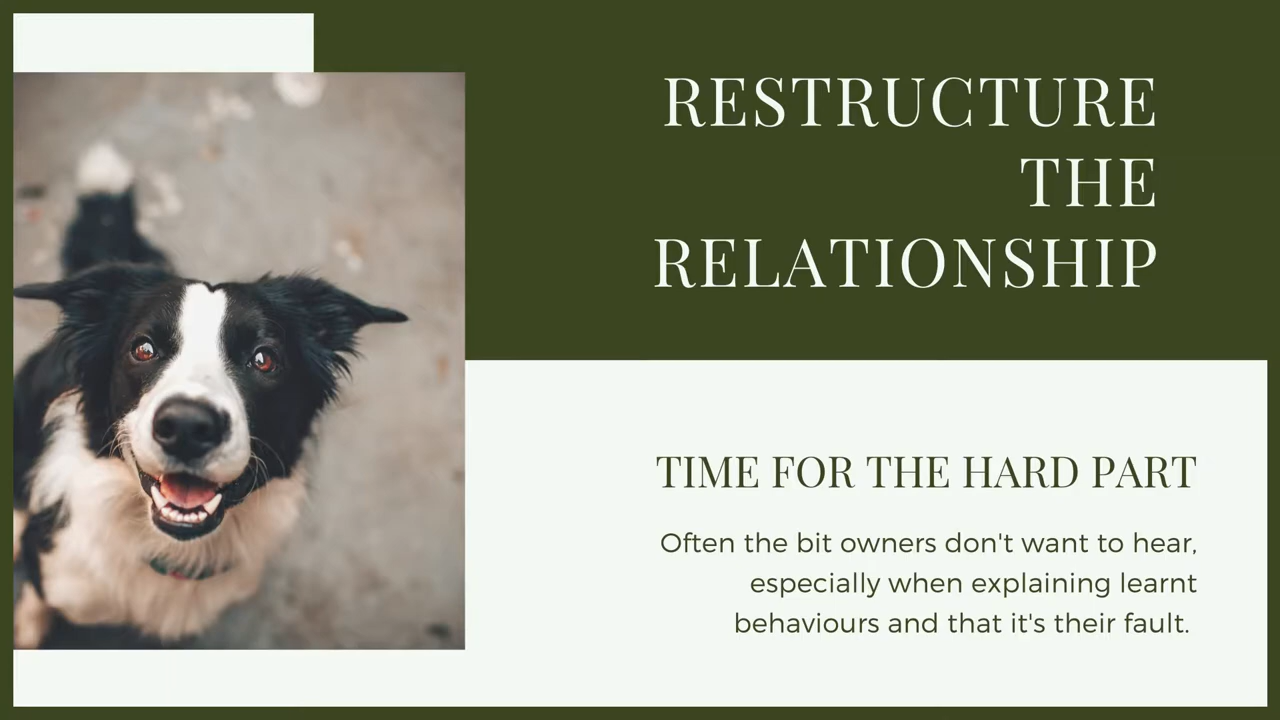 RESTRUCTURE
THE
RELATIONSHIP
TIME FOR THE HARD PART
Often the bit owners don't want to hear,
especially when explaining learnt
behaviours and that it's their fault.